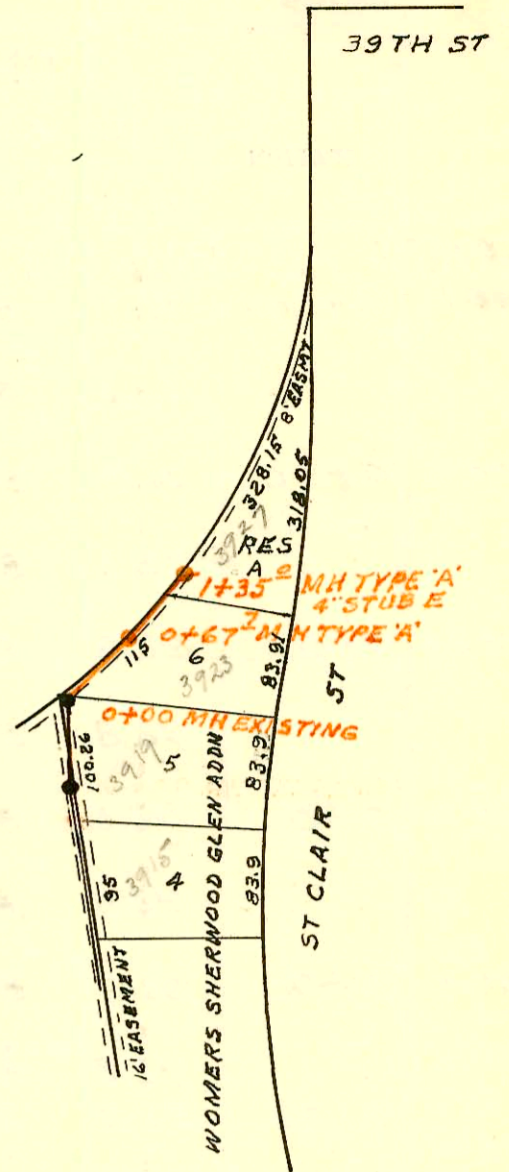 39TH ST
8' EASMT
328.15
318.05
3927
RES
A
1+35⁰ MH TYPE 'A'
4" STUB E
0+67⁷ MH TYPE 'A'
115
6
3923
83.91
ST
0+00 MH EXISTING
100.26
3919
5
83.9
WOMERS SHERWOOD GLEN ADDN
95
3915
4
83.9
ST CLAIR
16' EASEMENT